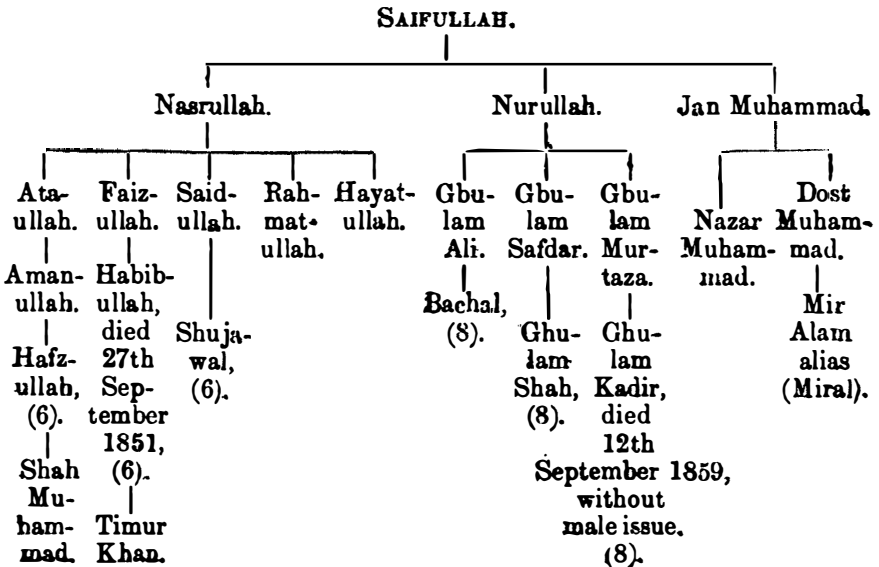 SAIFULLAH.
Nasrullah. Nurullah. Jan Muhammad.
Ata- Faiz- Said- Rah- Hayat- Gbu- Gbu- Gbu- Dost
ullah. ullah. ullah. mat- ullah. lam lam lam Nazar Muham-
ullah. Ali. Safdar. Mur- Muham- mad.
Aman- Habib- taza. mad.
ullah. ullah, Bachal, Mir
died Shuja- (8). Ghu- Ghu- Alam
Hafz- 27th wal, lam lam alias
ullah, Sep- (6). Shah, Kadir, (Miral).
(6). tember (8). died
1851, 12th
Shah (6). September 1859,
Mu- without
ham- Timur male issue.
mad. Khan. (8).